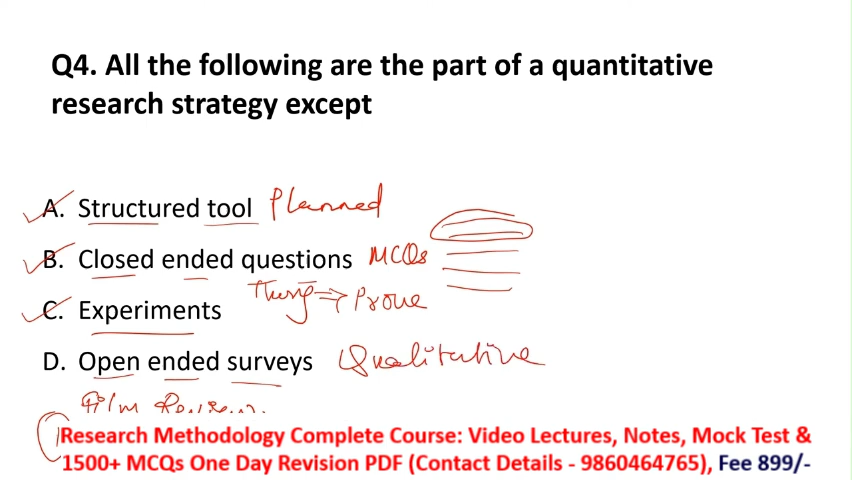 Q4. All the following are the part of a quantitative
research strategy except
A. Structured tool Planned
B. Closed ended questions MCQs
C. Experiments Prove
D. Open ended surveys Qualitative
Film Review
Research Methodology Complete Course: Video Lectures, Notes, Mock Test &
1500+ MCQs One Day Revision PDF (Contact Details - 9860464765), Fee 899/-